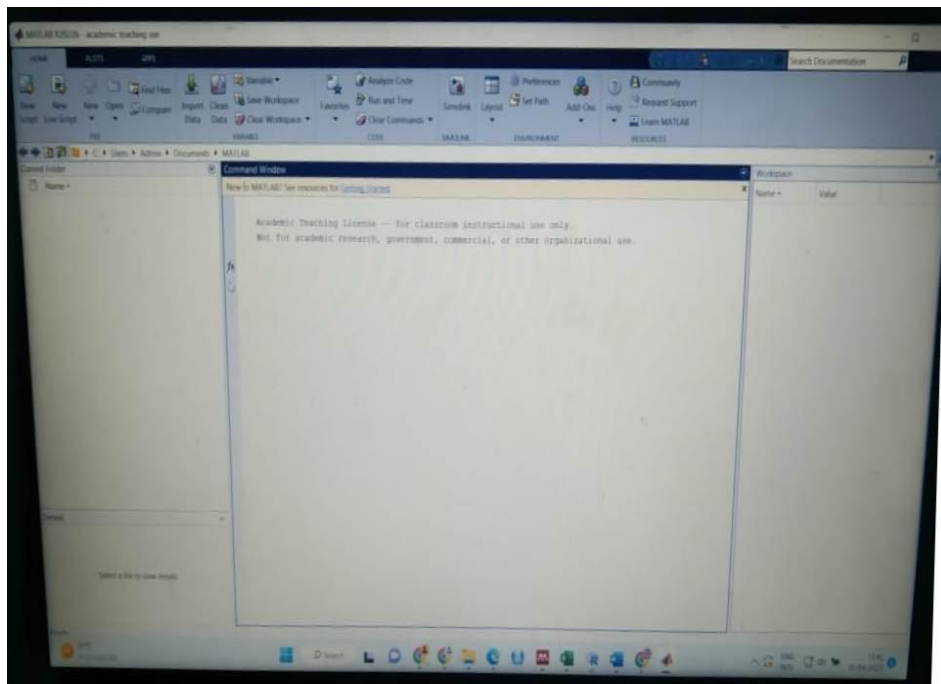 academic teaching use
HOME PLOTS APPS
Search Documentation
New Script
New Live Script
New
Open
Find Files
Compare
Import Data
Clean Data
Variable
Save Workspace
Clear Workspace
Favorites
Analyze Code
Run and Time
Clear Commands
Simulink
Layout
Preferences
Set Path
Add-Ons
Help
Community
Request Support
Learn MATLAB
FILE VARIABLE CODE SIMULINK ENVIRONMENT RESOURCES
C: Users Admin Documents MATLAB
Current Folder
Name
Command Window
New to MATLAB? See resources for Getting Started.
Academic Teaching License -- for classroom instructional use only.
Not for academic research, government, commercial, or other organizational use.
fx
Workspace
Name Value
Details
Select a file to view details
Search
ENG